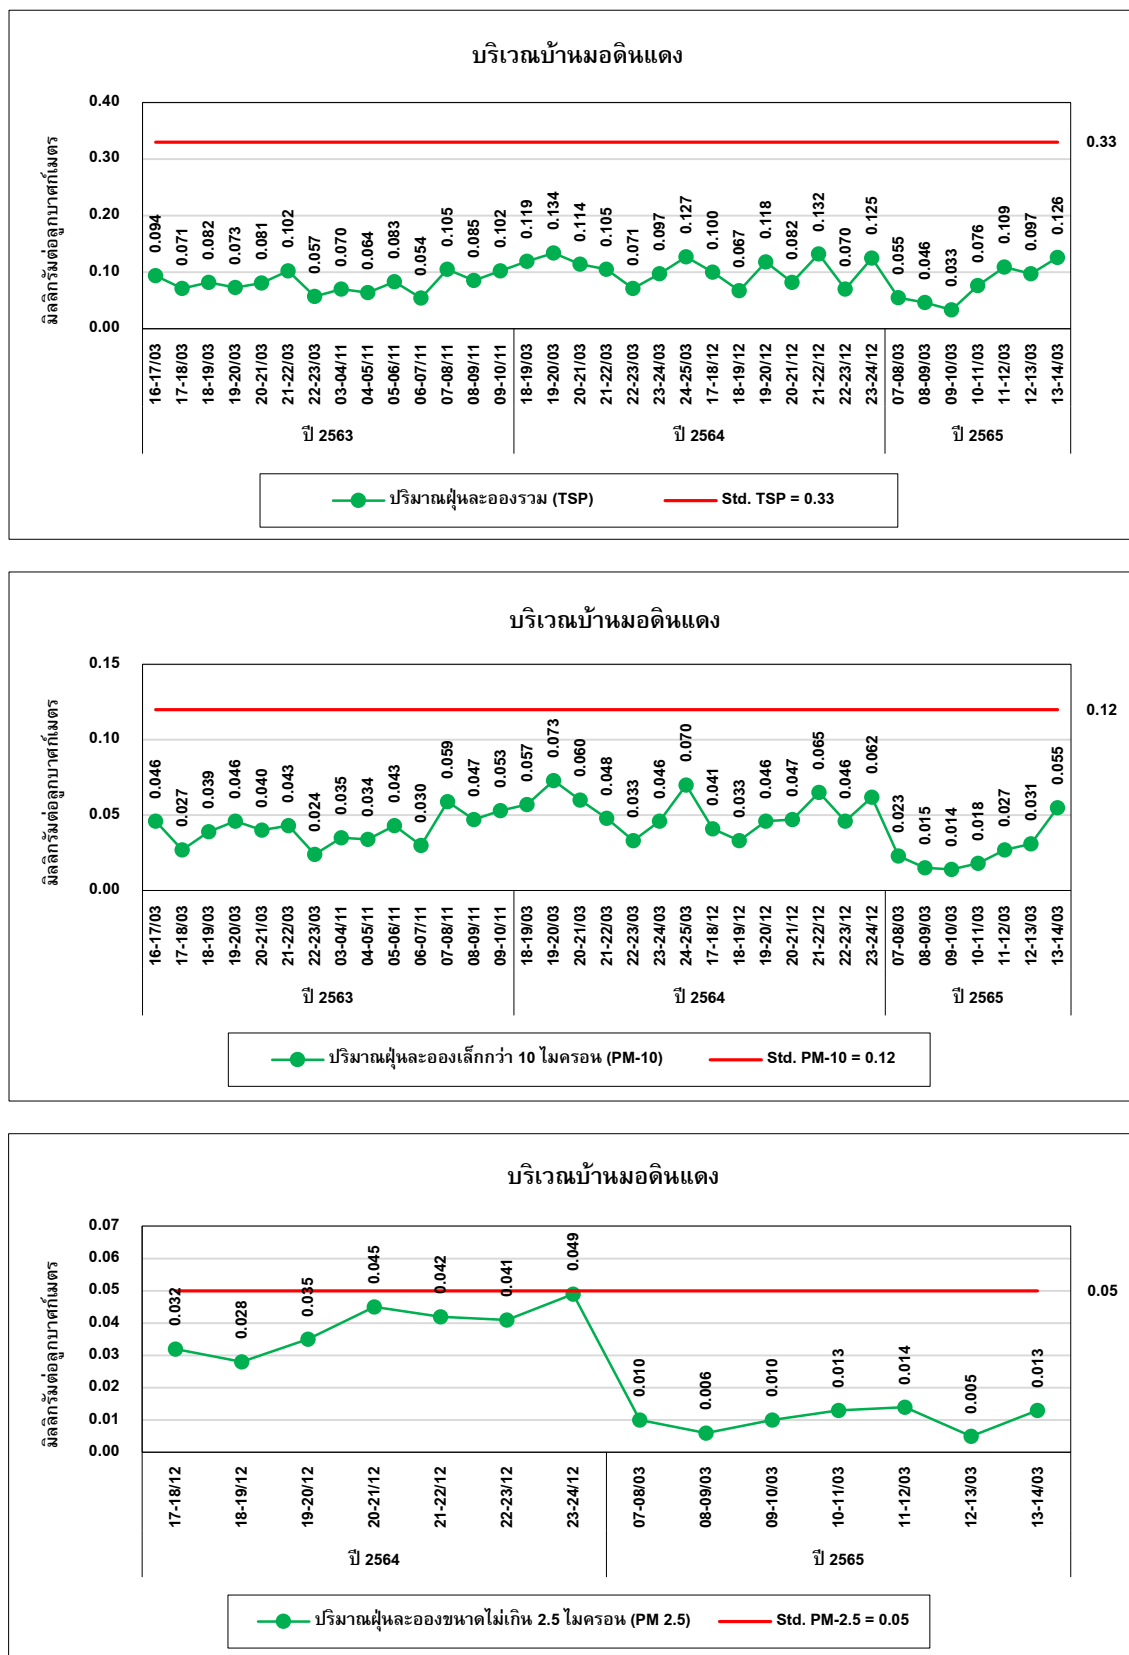 บริเวณบ้านมอดินแดง
มิลลิกรัมต่อลูกบาศก์เมตร
0.40
0.30
0.20
0.10
0.00
0.33
0.094 0.071 0.082 0.073 0.081 0.102 0.057 0.070 0.064 0.083 0.054 0.105 0.085 0.102 0.119 0.134 0.114 0.105 0.071 0.097 0.127 0.100 0.067 0.118 0.082 0.132 0.070 0.125 0.055 0.046 0.033 0.076 0.109 0.097 0.126
16-17/03 17-18/03 18-19/03 19-20/03 20-21/03 21-22/03 22-23/03 03-04/11 04-05/11 05-06/11 06-07/11 07-08/11 08-09/11 09-10/11 18-19/03 19-20/03 20-21/03 21-22/03 22-23/03 23-24/03 24-25/03 17-18/12 18-19/12 19-20/12 20-21/12 21-22/12 22-23/12 23-24/12 07-08/03 08-09/03 09-10/03 10-11/03 11-12/03 12-13/03 13-14/03
ปี 2563 ปี 2564 ปี 2565
ปริมาณฝุ่นละอองรวม (TSP) Std. TSP = 0.33
บริเวณบ้านมอดินแดง
มิลลิกรัมต่อลูกบาศก์เมตร
0.15
0.10
0.05
0.00
0.12
0.046 0.027 0.039 0.046 0.040 0.043 0.024 0.035 0.034 0.043 0.030 0.059 0.047 0.053 0.057 0.073 0.060 0.048 0.033 0.046 0.070 0.041 0.033 0.046 0.047 0.065 0.046 0.062 0.023 0.015 0.014 0.018 0.027 0.031 0.055
16-17/03 17-18/03 18-19/03 19-20/03 20-21/03 21-22/03 22-23/03 03-04/11 04-05/11 05-06/11 06-07/11 07-08/11 08-09/11 09-10/11 18-19/03 19-20/03 20-21/03 21-22/03 22-23/03 23-24/03 24-25/03 17-18/12 18-19/12 19-20/12 20-21/12 21-22/12 22-23/12 23-24/12 07-08/03 08-09/03 09-10/03 10-11/03 11-12/03 12-13/03 13-14/03
ปี 2563 ปี 2564 ปี 2565
ปริมาณฝุ่นละอองเล็กกว่า 10 ไมครอน (PM-10) Std. PM-10 = 0.12
บริเวณบ้านมอดินแดง
มิลลิกรัมต่อลูกบาศก์เมตร
0.07
0.06
0.05
0.04
0.03
0.02
0.01
0.00
0.05
0.032 0.028 0.035 0.045 0.042 0.041 0.049 0.010 0.006 0.010 0.013 0.014 0.005 0.013
17-18/12 18-19/12 19-20/12 20-21/12 21-22/12 22-23/12 23-24/12 07-08/03 08-09/03 09-10/03 10-11/03 11-12/03 12-13/03 13-14/03
ปี 2564 ปี 2565
ปริมาณฝุ่นละอองขนาดไม่เกิน 2.5 ไมครอน (PM 2.5) Std. PM-2.5 = 0.05